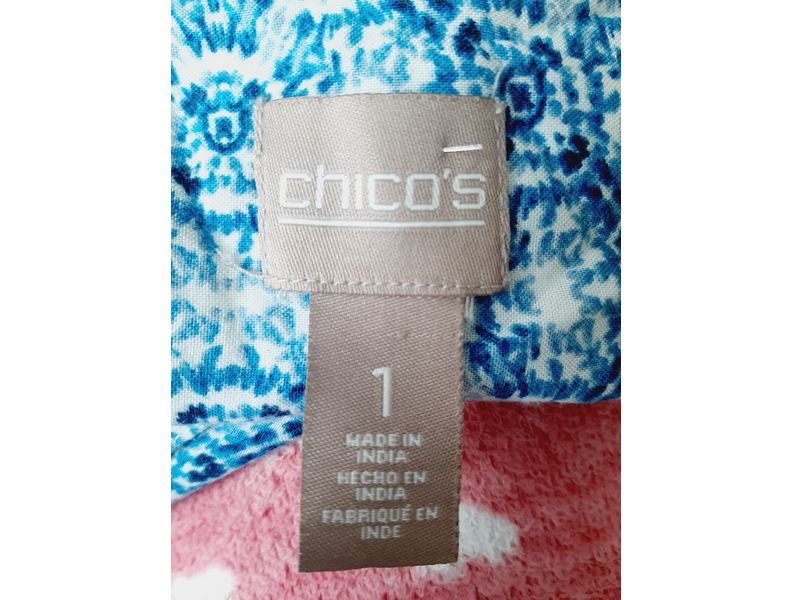 chico's
1
MADE IN
INDIA
HECHO EN
INDIA
FABRIQUÉ EN
INDE